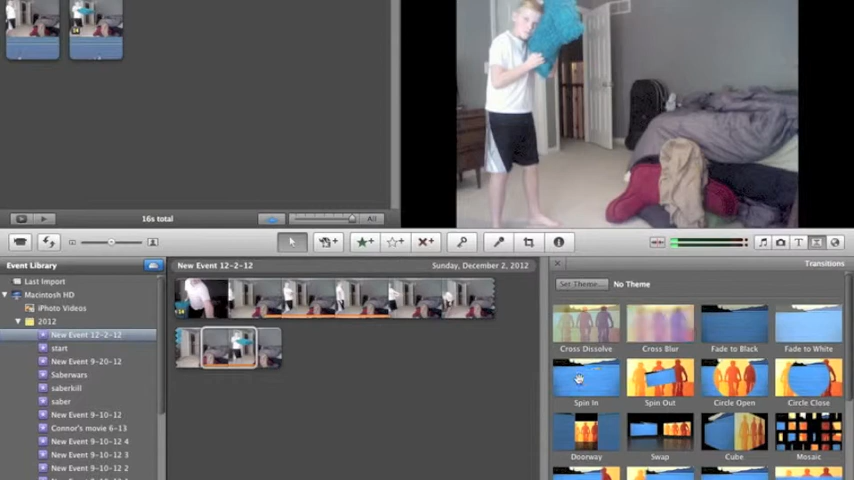 16s total
All
Event Library
New Event 12-2-12
Sunday, December 2, 2012
Transitions
Last Import
Macintosh HD
iPhoto Videos
2012
New Event 12-2-12
start
New Event 9-20-12
Saberwars
saberkill
saber
New Event 9-10-12
Connor's movie 6-13
New Event 9-10-12 4
New Event 9-10-12 3
New Event 9-10-12 2
Set Theme...
No Theme
Cross Dissolve
Cross Blur
Fade to Black
Fade to White
Spin In
Spin Out
Circle Open
Circle Close
Doorway
Swap
Cube
Mosaic